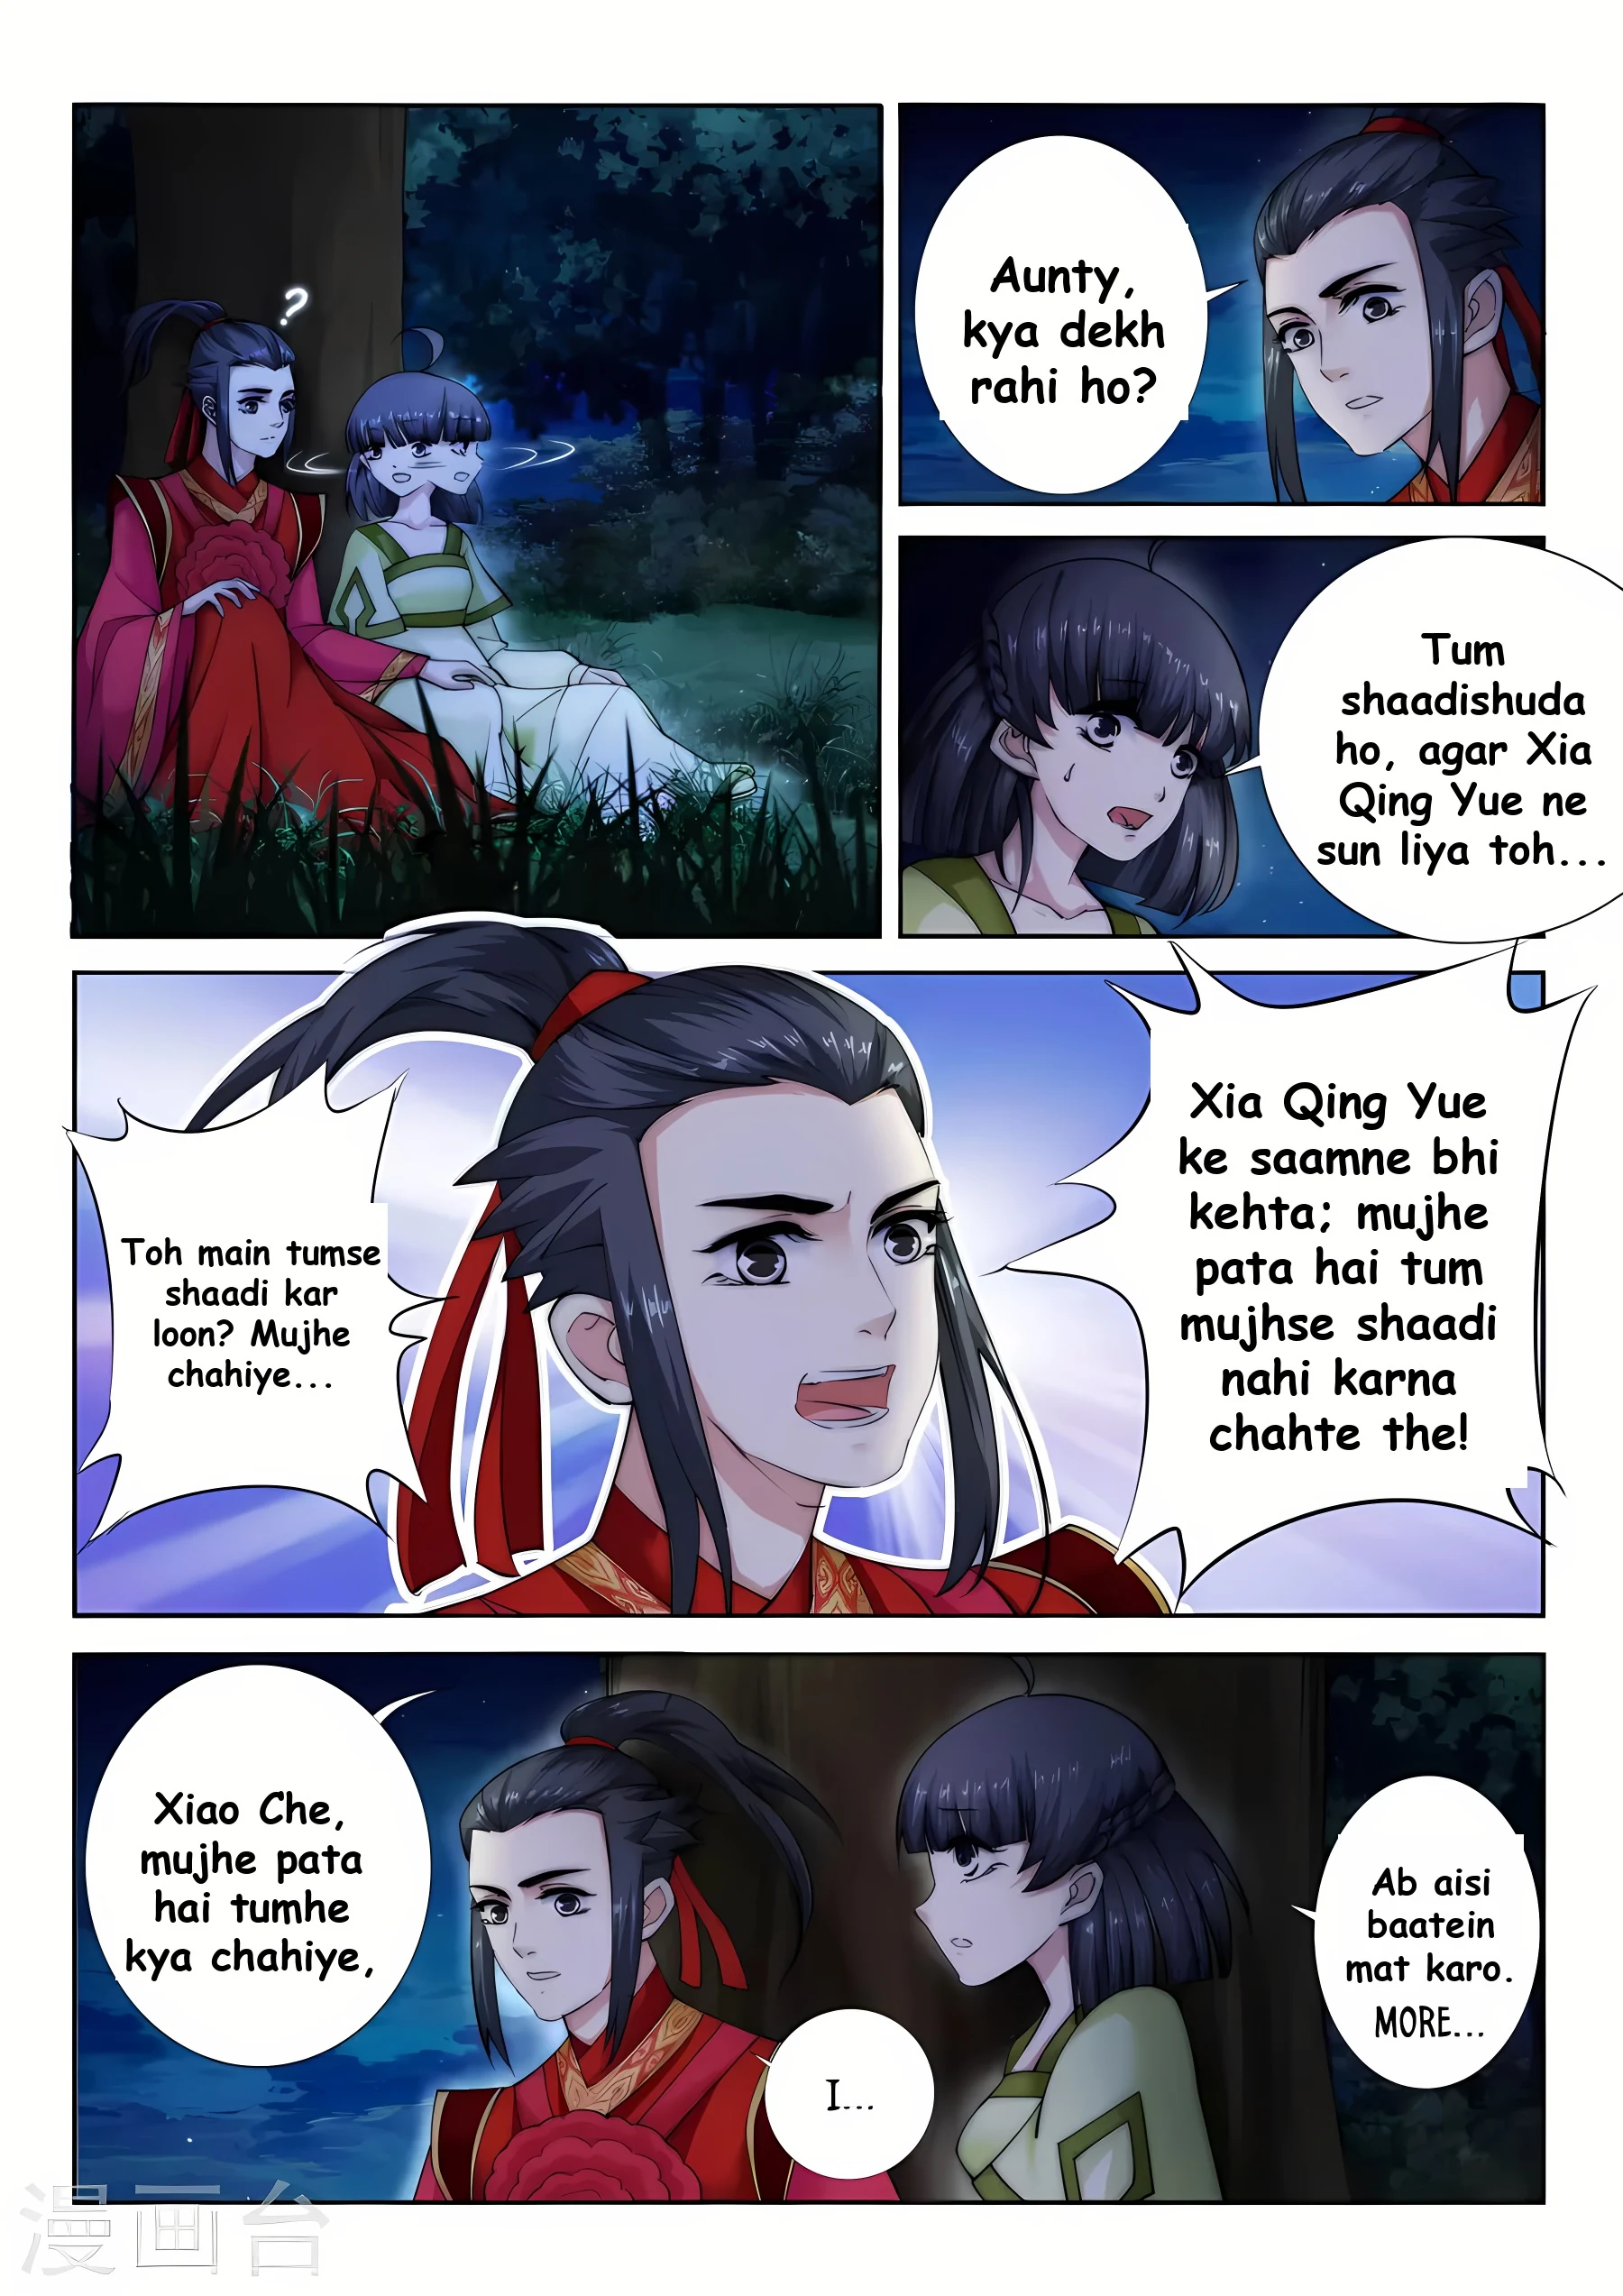 ?
Aunty,
kya dekh
rahi ho?
Tum
shaadishuda
ho, agar Xia
Qing Yue ne
sun liya toh...
Toh main tumse
shaadi kar
loon? Mujhe
chahiye...
Xia Qing Yue
ke saamne bhi
kehta; mujhe
pata hai tum
mujhse shaadi
nahi karna
chahte the!
Xiao Che,
mujhe pata
hai tumhe
kya chahiye,
I...
Ab aisi
baatein
mat karo.
MORE...
漫画台